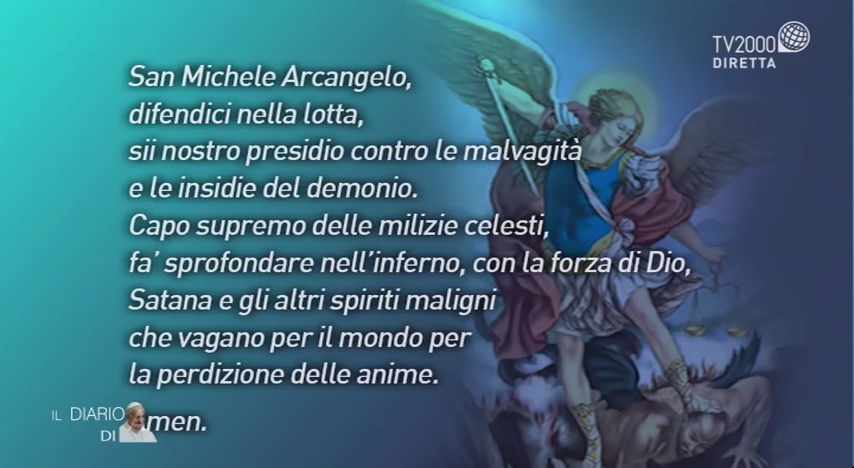 TV2000
DIRETTA
San Michele Arcangelo,
difendici nella lotta,
sii nostro presidio contro le malvagità
e le insidie del demonio.
Capo supremo delle milizie celesti,
fa’ sprofondare nell’inferno, con la forza di Dio,
Satana e gli altri spiriti maligni
che vagano per il mondo per
la perdizione delle anime.
men.
IL DIARIO
DI